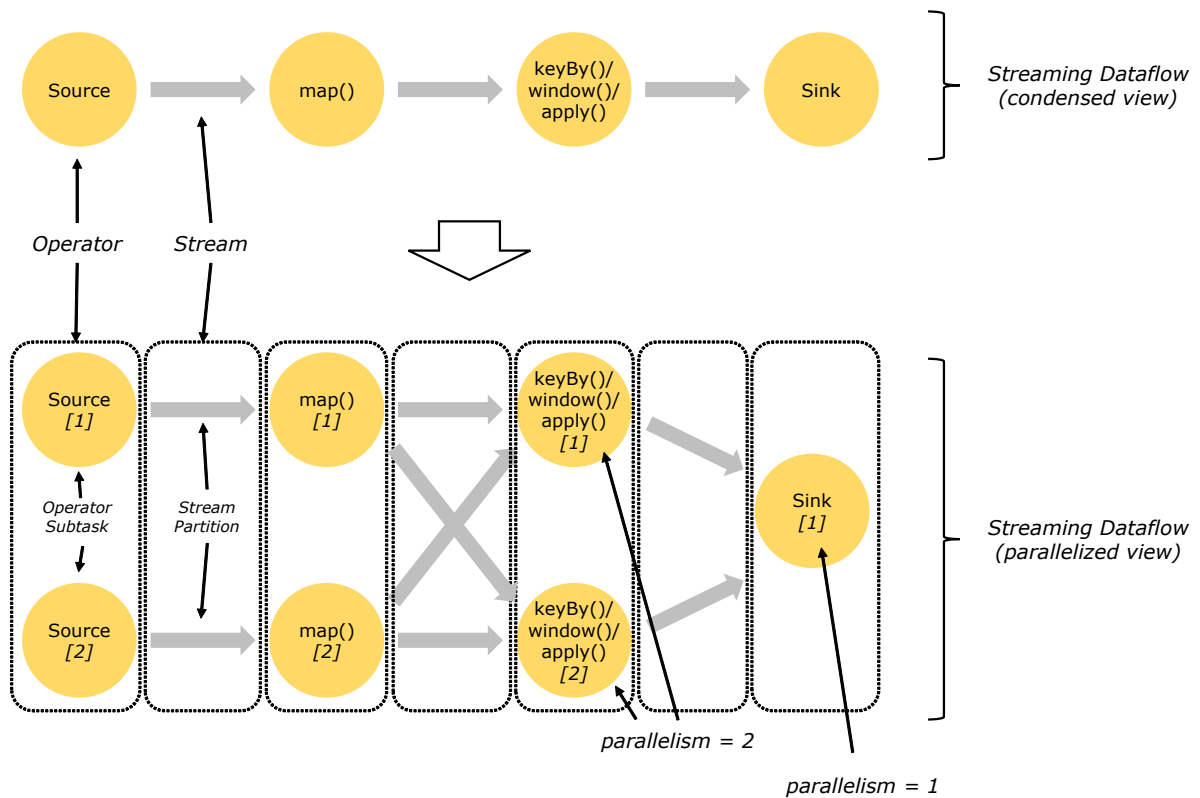 Source
map()
keyBy()/
window()/
apply()
Sink
Streaming Dataflow
(condensed view)
Operator
Stream
Source
[1]
map()
[1]
keyBy()/
window()/
apply()
[1]
Operator
Subtask
Stream
Partition
Sink
[1]
Streaming Dataflow
(parallelized view)
Source
[2]
map()
[2]
keyBy()/
window()/
apply()
[2]
parallelism = 2
parallelism = 1